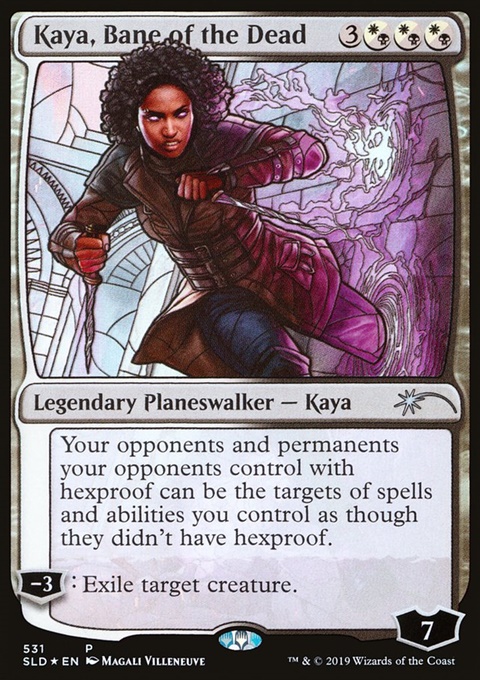 Kaya, Bane of the Dead 3
Legendary Planeswalker — Kaya
Your opponents and permanents
your opponents control with
hexproof can be the targets of spells
and abilities you control as though
they didn't have hexproof.
−3 : Exile target creature.
7
531 P
SLD ★ EN Magali Villeneuve ™ & © 2019 Wizards of the Coast